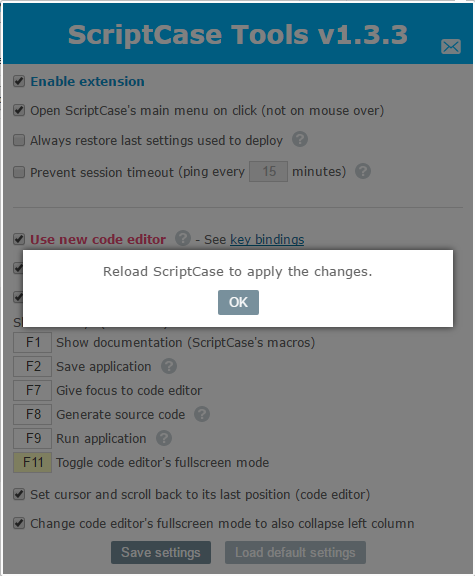 ScriptCase Tools v1.3.3
Enable extension
Open ScriptCase's main menu on click (not on mouse over)
Always restore last settings used to deploy ?
Prevent session timeout (ping every 15 minutes) ?
Use new code editor ? - See key bindings
Reload ScriptCase to apply the changes.
OK
F1 Show documentation (ScriptCase's macros)
F2 Save application ?
F7 Give focus to code editor
F8 Generate source code ?
F9 Run application ?
F11 Toggle code editor's fullscreen mode
Set cursor and scroll back to its last position (code editor)
Change code editor's fullscreen mode to also collapse left column
Save settings Load default settings